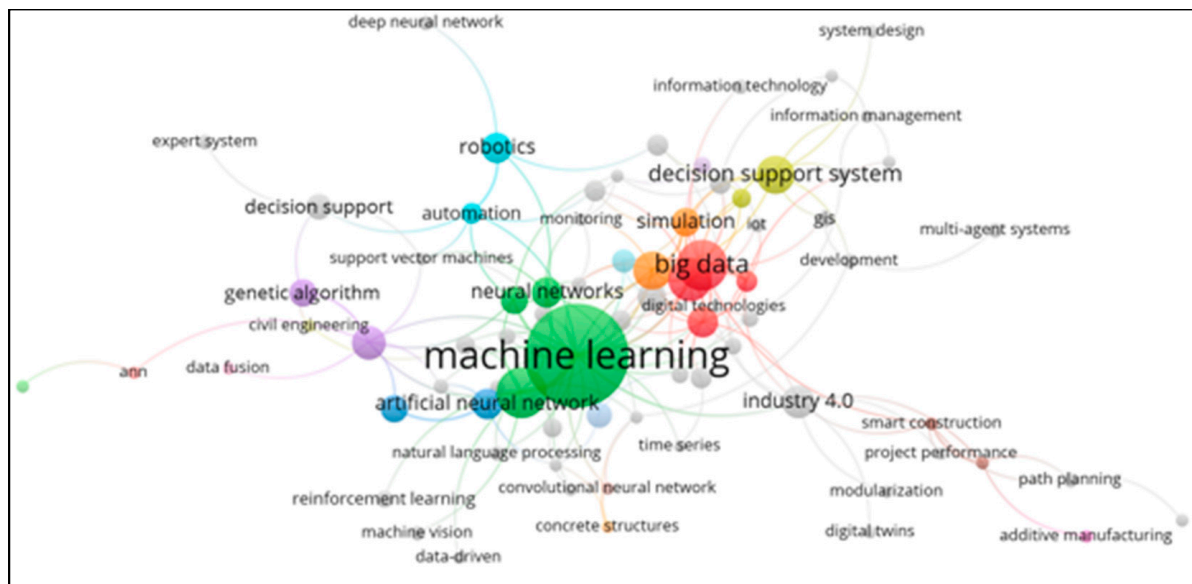 deep neural network
system design
information technology
information management
expert system
robotics
decision support system
decision support
automation
monitoring
simulation
iot
gis
multi-agent systems
support vector machines
big data
development
genetic algorithm
neural networks
digital technologies
civil engineering
machine learning
ann
data fusion
artificial neural network
industry 4.0
smart construction
natural language processing
time series
project performance
reinforcement learning
convolutional neural network
modularization
path planning
machine vision
concrete structures
digital twins
additive manufacturing
data-driven